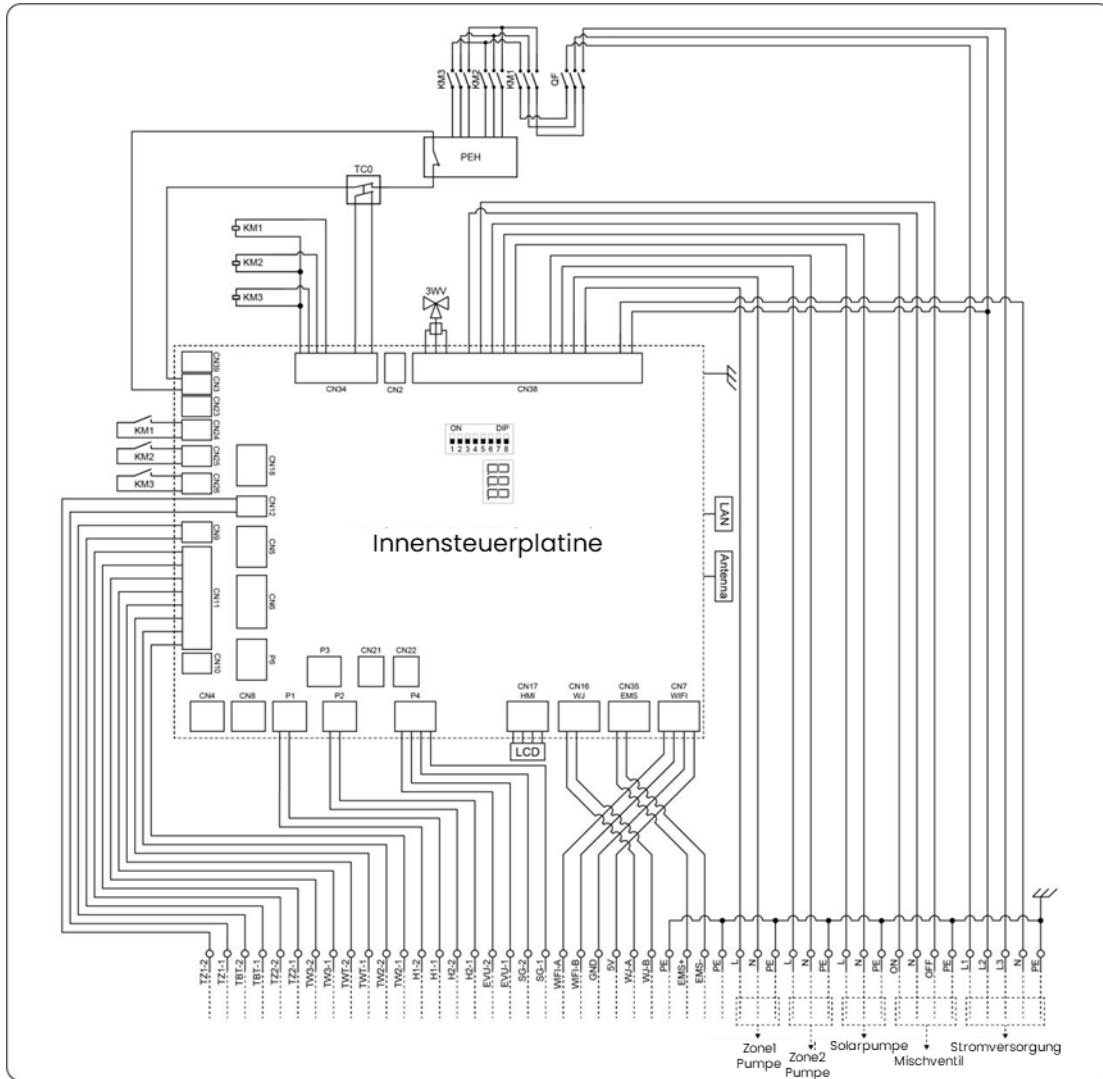 KM3
KM2
KM1
QF
PEH
TC0
KM1
KM2
KM3
3WV
CN34
CN2
CN38
CN39
CN3
CN23
CN24
CN25
CN26
KM1
KM2
KM3
CN18
CN12
CN9
CN5
CN11
CN6
CN10
P6
ON DIP
1 2 3 4 5 6 7 8
LAN
Antenna
Innensteuerplatine
P3
CN21
CN22
CN4
CN8
P1
P2
P4
CN17
HMI
CN16
WJ
CN35
EMS
CN7
WIFI
LCD
TZ1-2
TZ1-1
TBT-2
TBT-1
TZ2-2
TZ2-1
TW3-2
TW3-1
TWT-2
TWT-1
TW2-2
TW2-1
H1-2
H1-1
H2-2
H2-1
EVU-2
EVU-1
SG-2
SG-1
WIFI-A
WIFI-B
GND
5V
WJ-A
WJ-B
PE
EMS+
EMS-
PE
L
N
PE
L
N
PE
L
N
PE
ON
N
OFF
PE
L1
L2
L3
N
PE
Zone1
Pumpe
Zone2
Pumpe
Solarpumpe
Mischventil
Stromversorgung